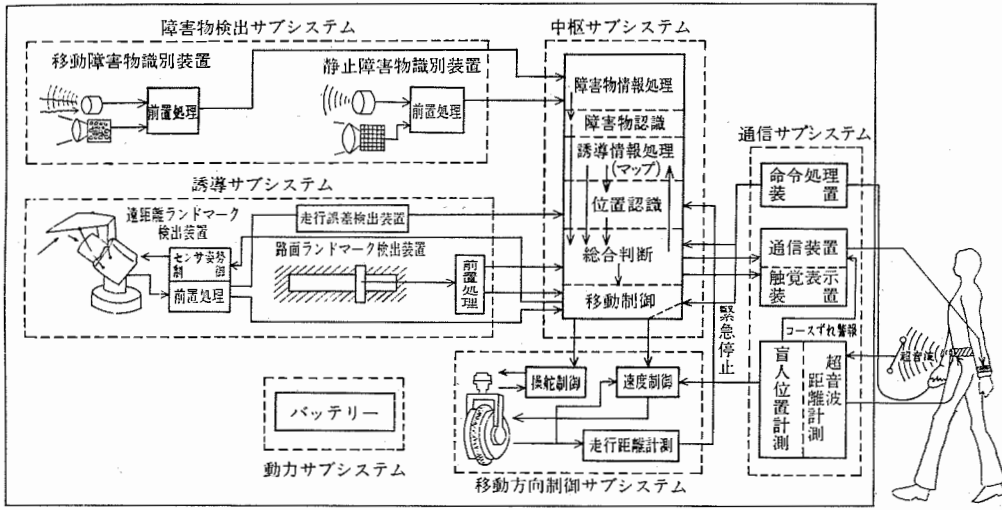 障害物検出サブシステム
移動障害物識別装置
前置処理
静止障害物識別装置
前置処理
中枢サブシステム
障害物情報処理
障害物認識
誘導情報処理
(マップ)
位置認識
総合判断
移動制御
誘導サブシステム
遠距離ランドマーク
検出装置
走行誤差検出装置
センサ姿勢
制御
前置処理
路面ランドマーク検出装置
前置処理
通信サブシステム
命令処理
装置
通信装置
触覚表示
装置
コースずれ警報
盲人位置計測
超音波
距離計測
超音波
緊急停止
バッテリー
動力サブシステム
操舵制御
速度制御
走行距離計測
移動方向制御サブシステム